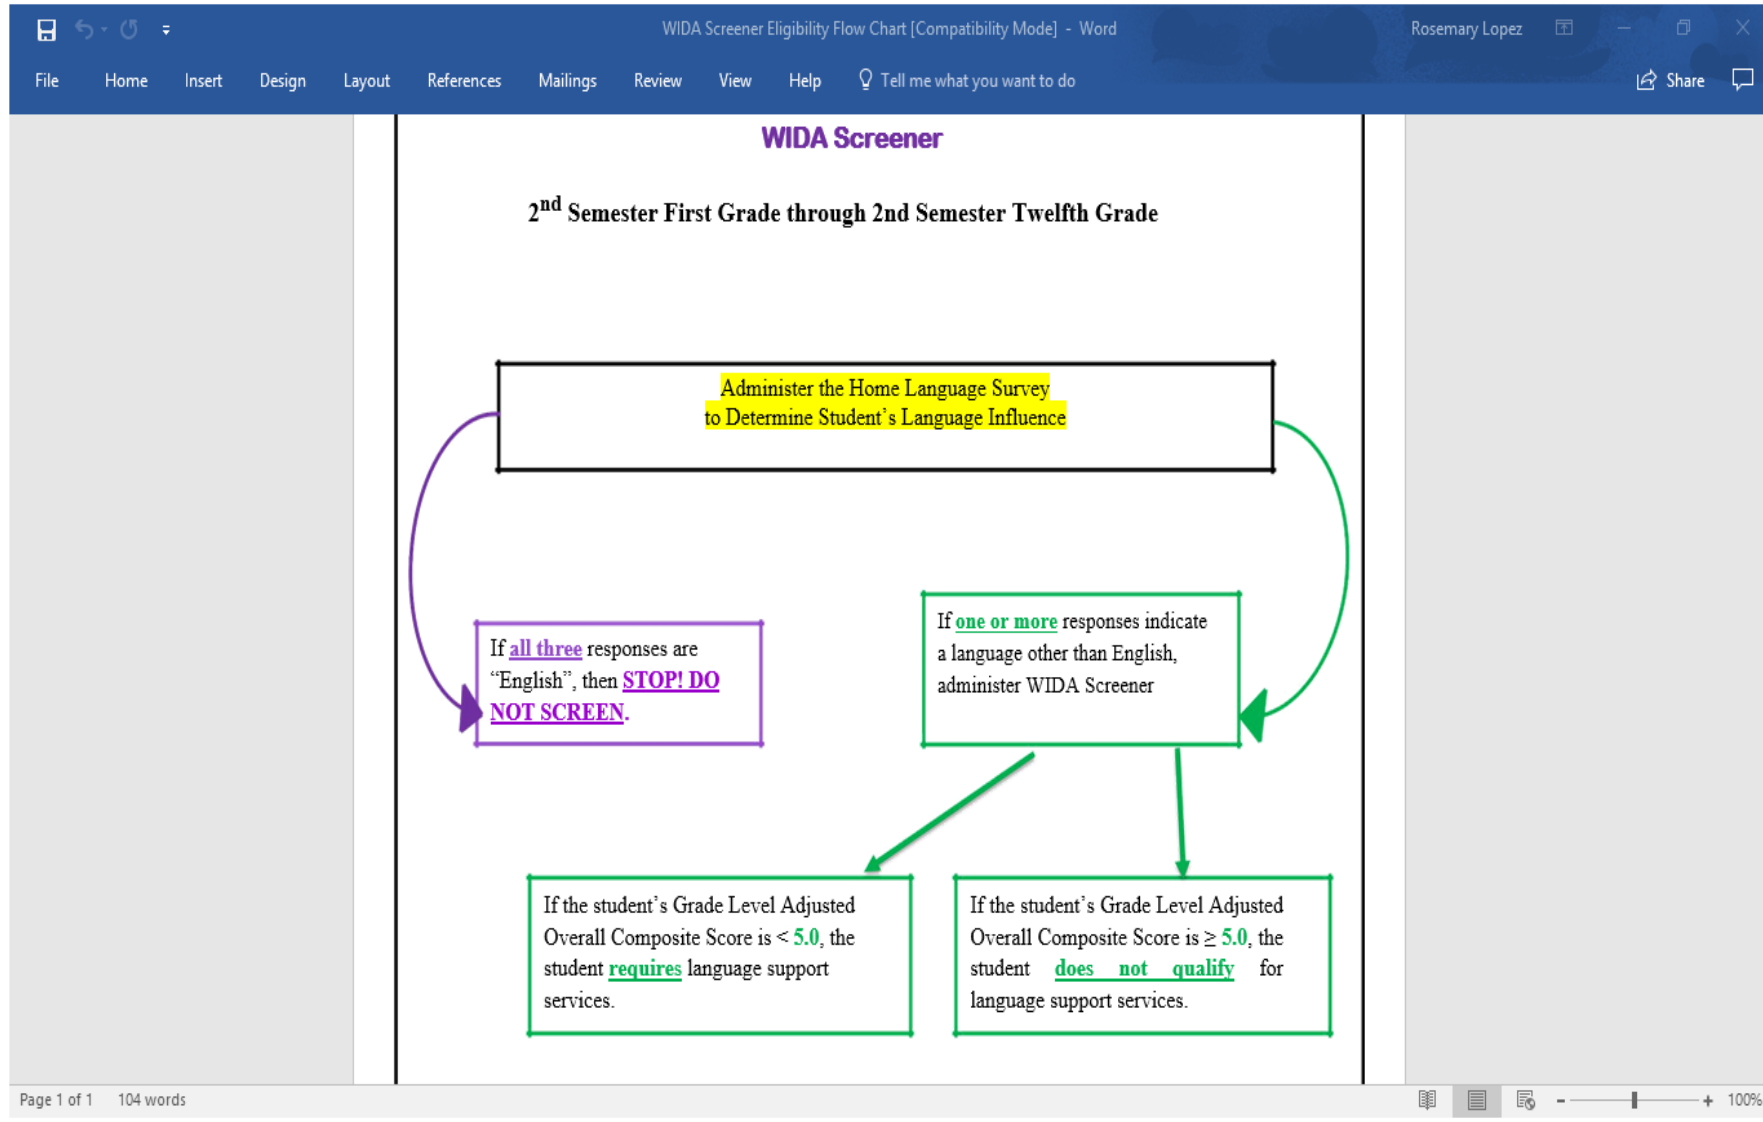 WIDA Screener Eligibility Flow Chart [Compatibility Mode] - Word
Rosemary Lopez
File Home Insert Design Layout References Mailings Review View Help Tell me what you want to do Share
WIDA Screener
2nd Semester First Grade through 2nd Semester Twelfth Grade
Administer the Home Language Survey
to Determine Student's Language Influence
If all three responses are
“English”, then STOP! DO
NOT SCREEN.
If one or more responses indicate
a language other than English,
administer WIDA Screener
If the student’s Grade Level Adjusted
Overall Composite Score is < 5.0, the
student requires language support
services.
If the student’s Grade Level Adjusted
Overall Composite Score is ≥ 5.0, the
student does not qualify for
language support services.
Page 1 of 1 104 words
100%